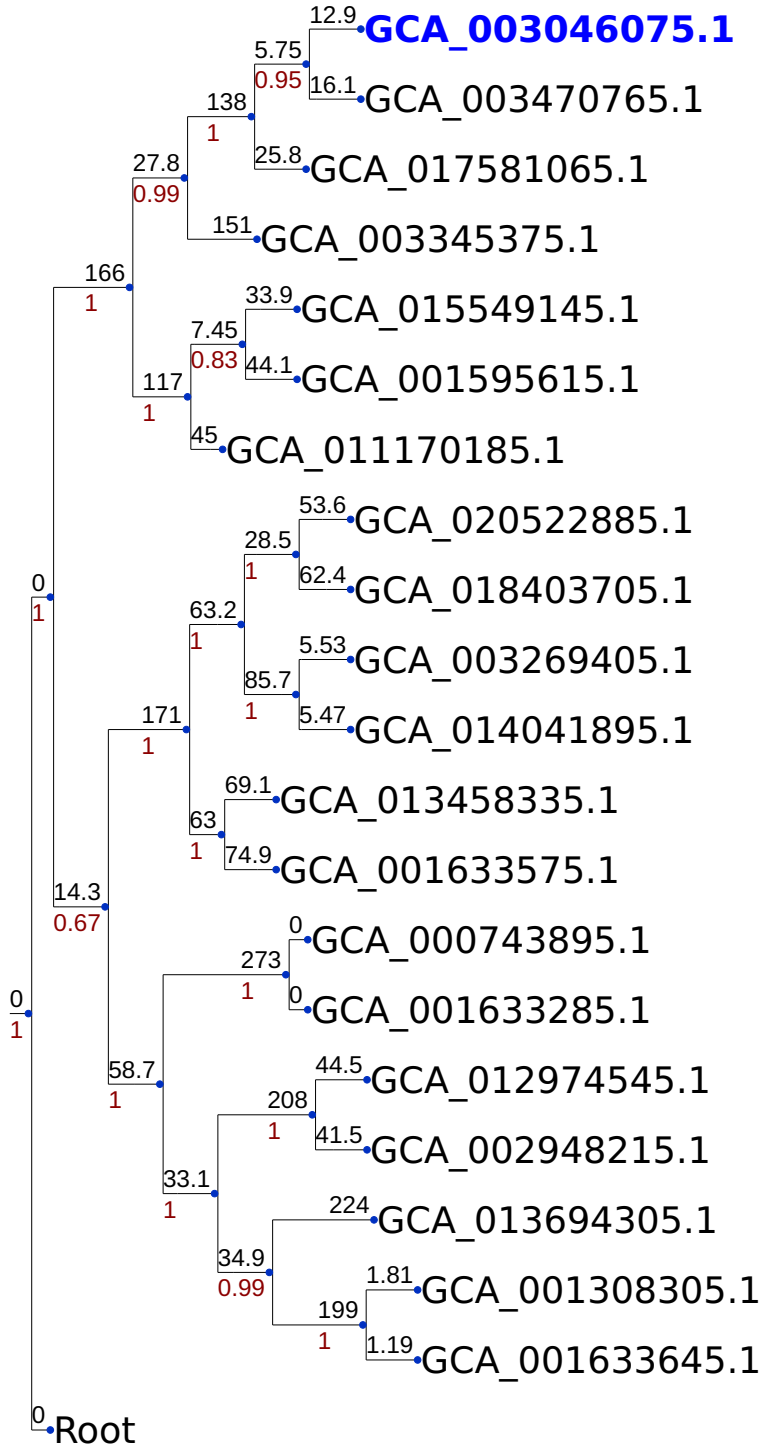 12.9
GCA_003046075.1
5.75
0.95
16.1
GCA_003470765.1
138
1
25.8
GCA_017581065.1
27.8
0.99
151
GCA_003345375.1
166
1
33.9
GCA_015549145.1
7.45
0.83
44.1
GCA_001595615.1
117
1
45
GCA_011170185.1
53.6
GCA_020522885.1
28.5
1
62.4
GCA_018403705.1
0
1
63.2
1
5.53
GCA_003269405.1
85.7
1
5.47
GCA_014041895.1
171
1
69.1
GCA_013458335.1
63
1
74.9
GCA_001633575.1
14.3
0.67
0
GCA_000743895.1
273
1
0
GCA_001633285.1
0
1
58.7
1
44.5
GCA_012974545.1
208
1
41.5
GCA_002948215.1
33.1
1
224
GCA_013694305.1
34.9
0.99
1.81
GCA_001308305.1
199
1
1.19
GCA_001633645.1
0
Root